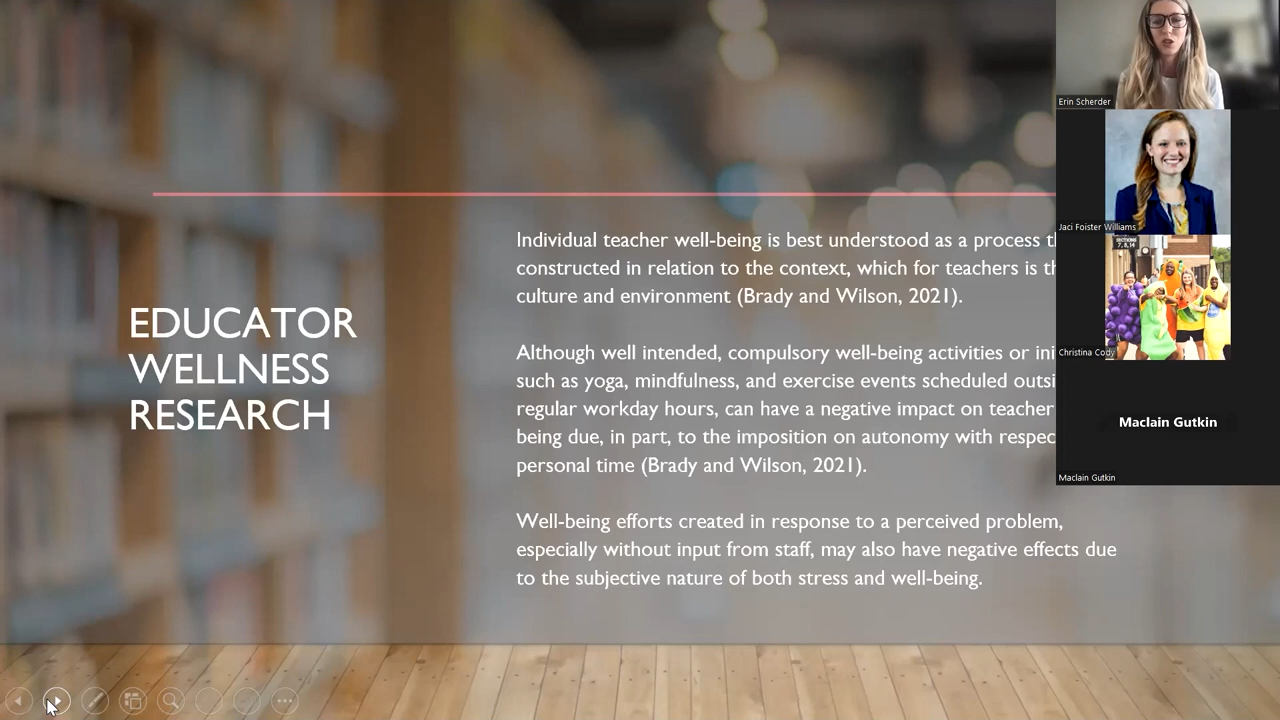 EDUCATOR
WELLNESS
RESEARCH
Individual teacher well-being is best understood as a process
constructed in relation to the context, which for teachers is
culture and environment (Brady and Wilson, 2021).
Although well intended, compulsory well-being activities or
such as yoga, mindfulness, and exercise events scheduled
regular workday hours, can have a negative impact on teacher
being due, in part, to the imposition on autonomy with
personal time (Brady and Wilson, 2021).
Well-being efforts created in response to a perceived problem,
especially without input from staff, may also have negative effects due
to the subjective nature of both stress and well-being.
Erin Scherder
Jaci Foister Williams
SECTIONS
7, 8, 14
Christina Cody
Maclain Gutkin
Maclain Gutkin